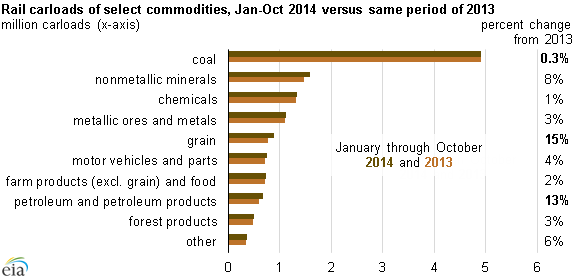 Rail carloads of select commodities, Jan-Oct 2014 versus same period of 2013
million carloads (x-axis) percent change
from 2013
coal 0.3%
nonmetallic minerals 8%
chemicals 1%
metallic ores and metals 3%
grain 15%
January through October
2014 and 2013
motor vehicles and parts 4%
farm products (excl. grain) and food 2%
petroleum and petroleum products 13%
forest products 3%
other 6%
eia
0 1 2 3 4 5 6